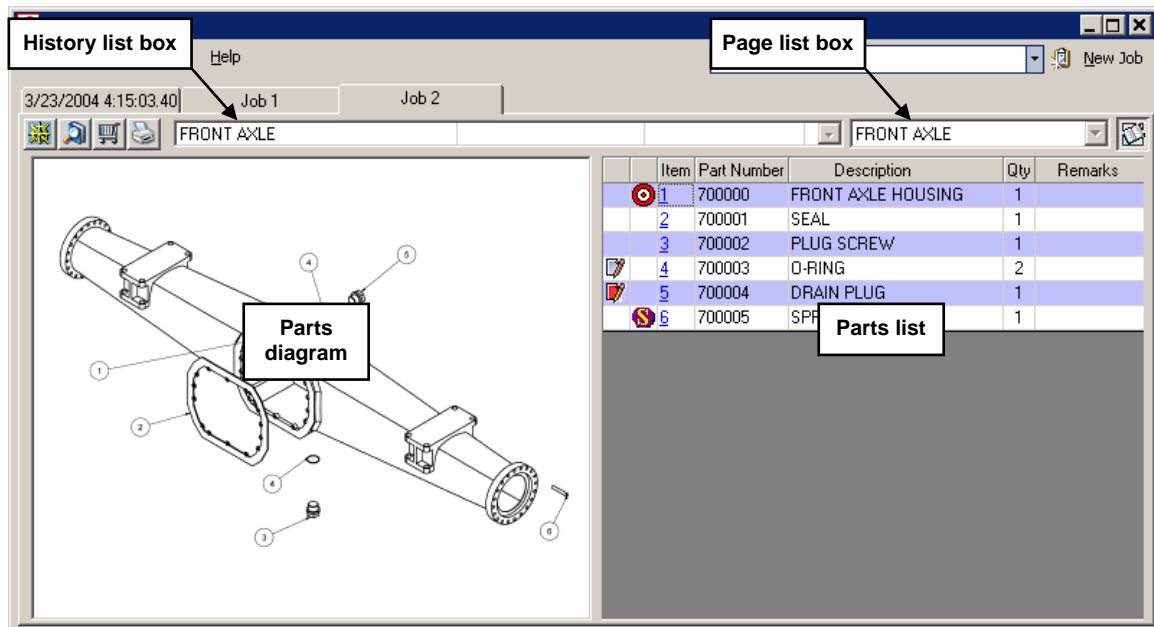 History list box
Page list box
Help
New Job
3/23/2004 4:15:03.40 Job 1 Job 2
FRONT AXLE FRONT AXLE
Item Part Number Description Qty Remarks
1 700000 FRONT AXLE HOUSING 1
2 700001 SEAL 1
3 700002 PLUG SCREW 1
4 700003 O-RING 2
5 700004 DRAIN PLUG 1
S 6 700005 SPR 1
Parts list
Parts
diagram
4
5
1
2
4
3
6